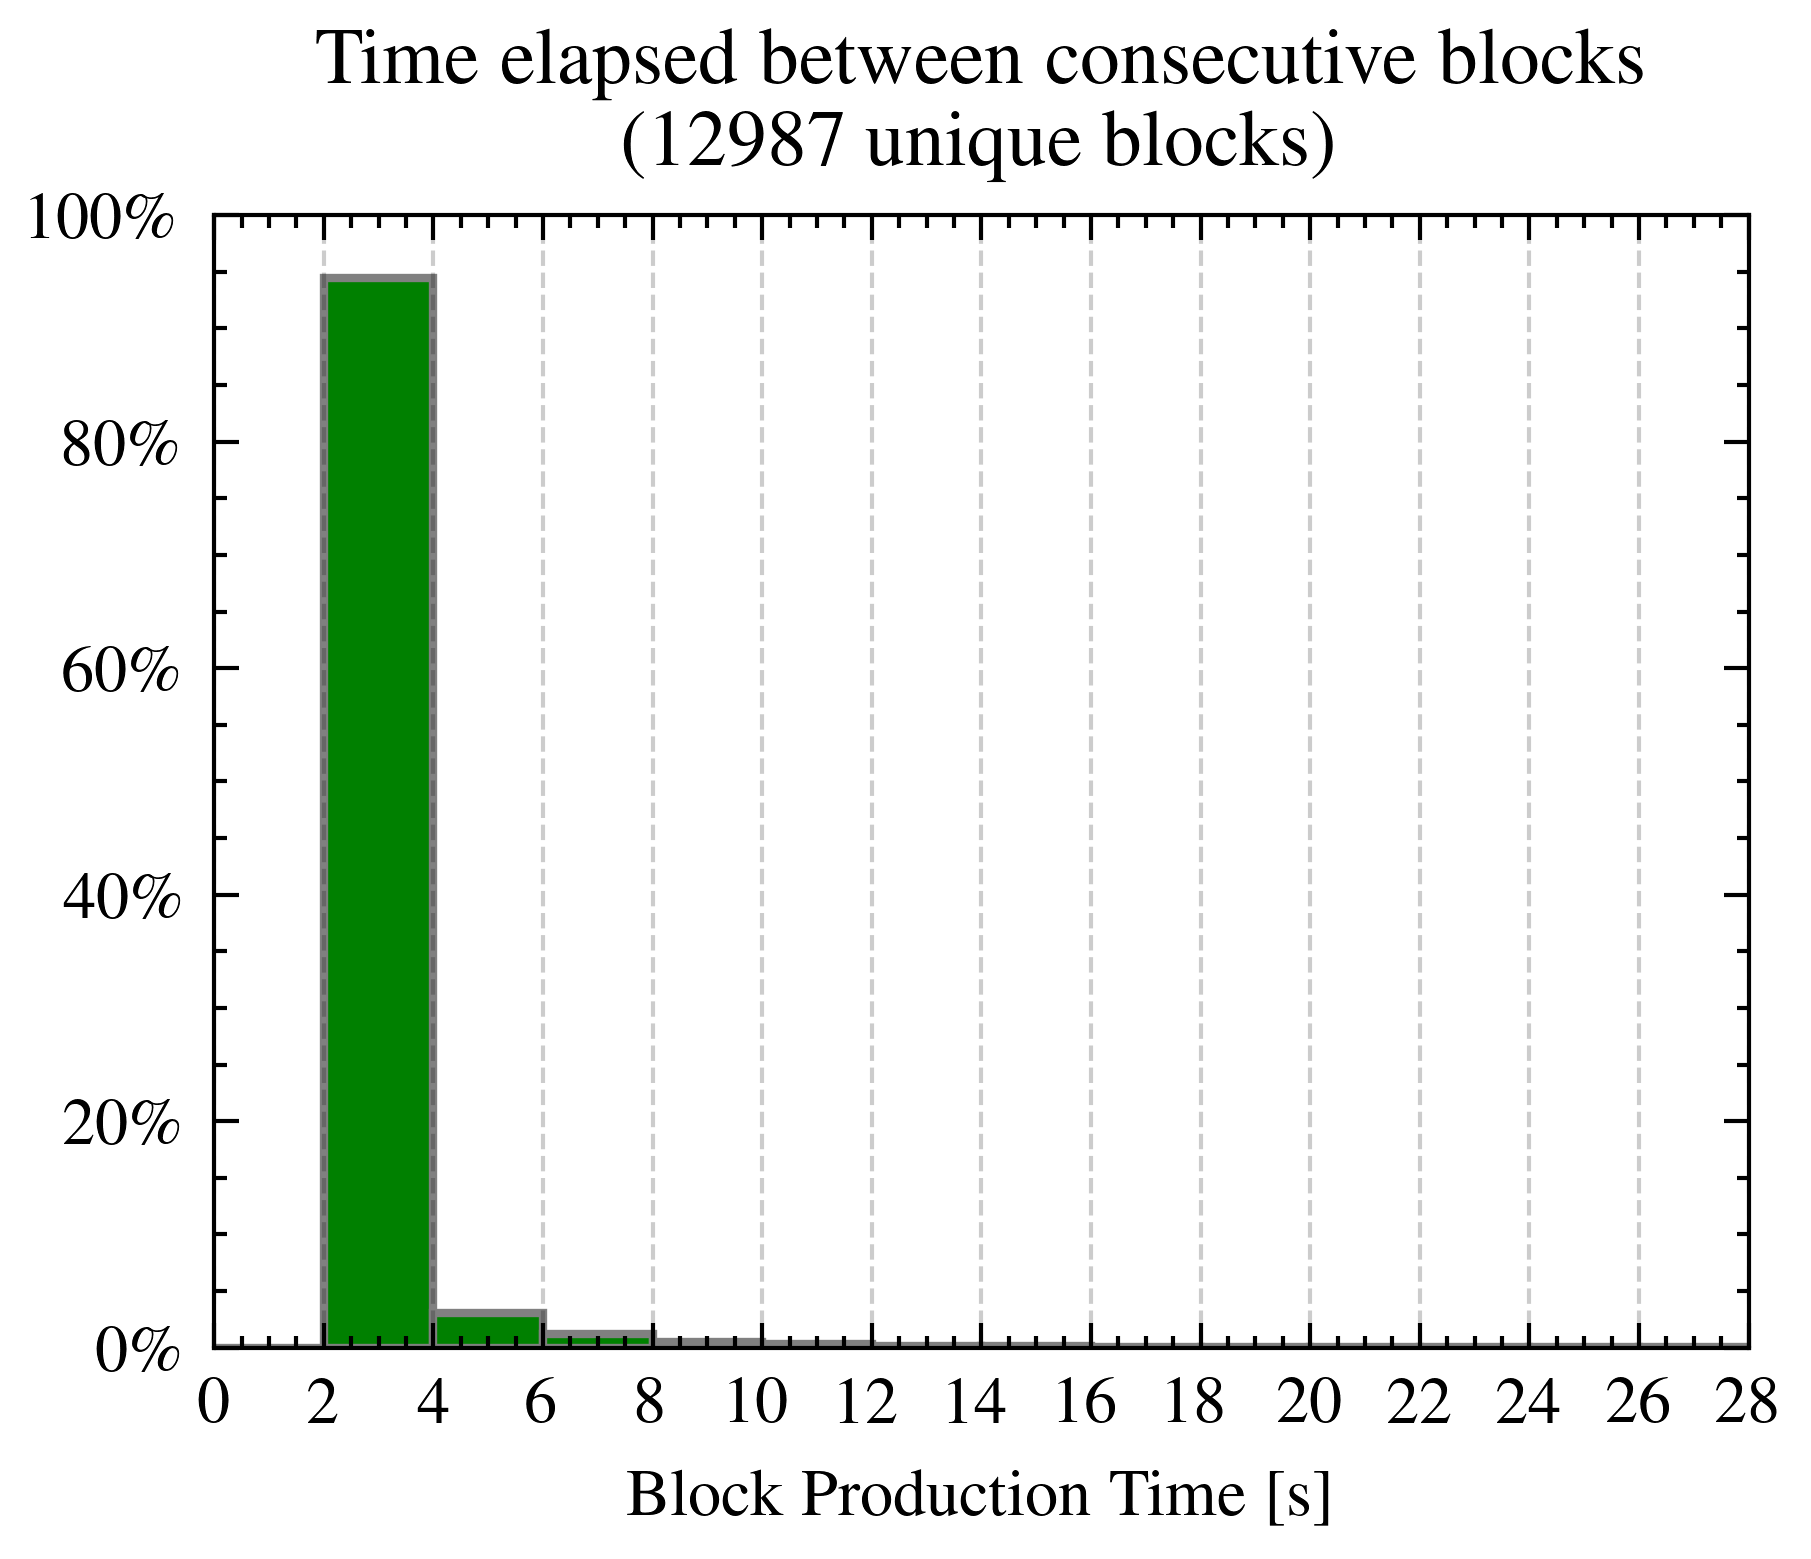 Time elapsed between consecutive blocks
(12987 unique blocks)
100%
80%
60%
40%
20%
0%
0 2 4 6 8 10 12 14 16 18 20 22 24 26 28
Block Production Time [s]